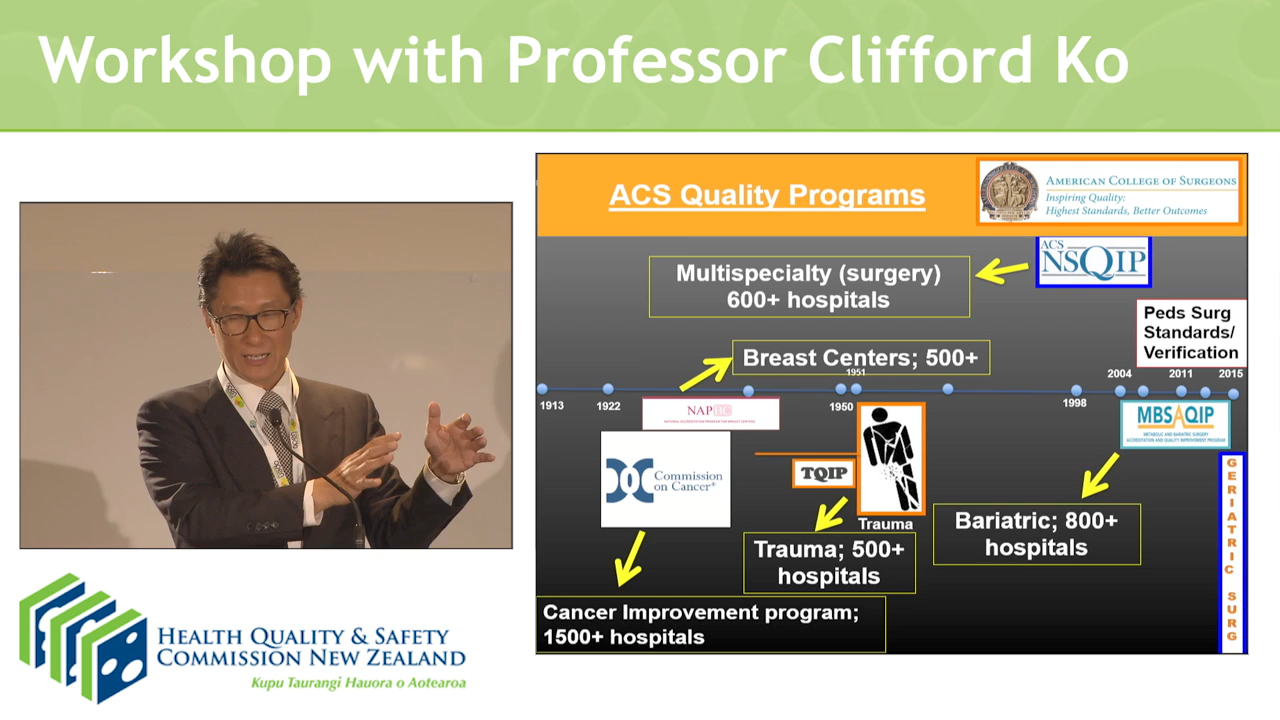 Workshop with Professor Clifford Ko
ACS Quality Programs
AMERICAN COLLEGE OF SURGEONS
Inspiring Quality:
Highest Standards, Better Outcomes
ACS
NSQIP
Multispecialty (surgery)
600+ hospitals
Peds Surg
Standards/
Verification
Breast Centers; 500+
1951
2004
2011
2015
1913
1922
1950
1998
NAPBC
NATIONAL ACCREDITATION PROGRAM FOR BREAST CENTERS
MBSAQIP
METABOLIC AND BARIATRIC SURGERY
ACCREDITATION AND QUALITY IMPROVEMENT PROGRAM
Commission
on Cancer®
TQIP
Trauma
GERIATRIC SURG
Bariatric; 800+
hospitals
Trauma; 500+
hospitals
Cancer Improvement program;
1500+ hospitals
HEALTH QUALITY & SAFETY
COMMISSION NEW ZEALAND
Kupu Taurangi Hauora o Aotearoa